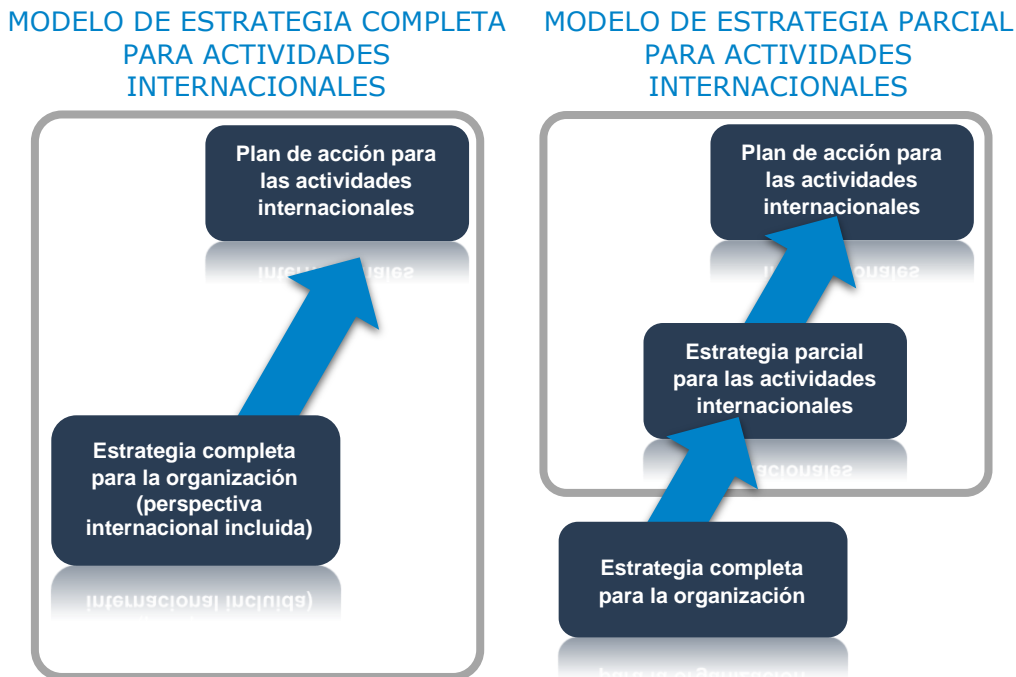 MODELO DE ESTRATEGIA COMPLETA
PARA ACTIVIDADES
INTERNACIONALES
Plan de acción para
las actividades
internacionales
Estrategia completa
para la organización
(perspectiva
internacional incluida)
MODELO DE ESTRATEGIA PARCIAL
PARA ACTIVIDADES
INTERNACIONALES
Plan de acción para
las actividades
internacionales
Estrategia parcial
para las actividades
internacionales
Estrategia completa
para la organización